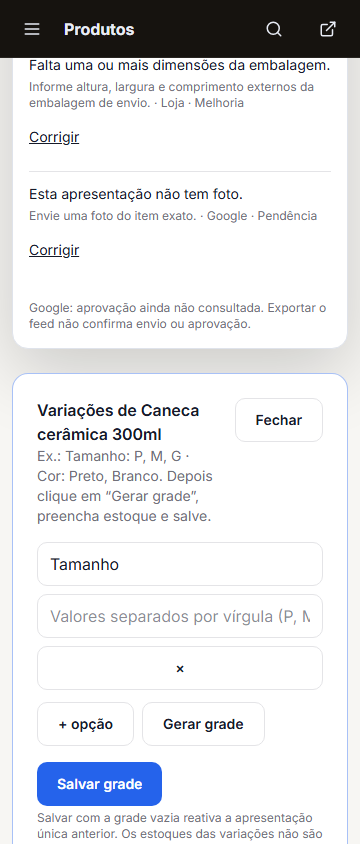 Produtos
Falta uma ou mais dimensões da embalagem.
Informe altura, largura e comprimento externos da
embalagem de envio. · Loja · Melhoria
Corrigir
Esta apresentação não tem foto.
Envie uma foto do item exato. · Google · Pendência
Corrigir
Google: aprovação ainda não consultada. Exportar o
feed não confirma envio ou aprovação.
Variações de Caneca
cerâmica 300ml
Fechar
Ex.: Tamanho: P, M, G ·
Cor: Preto, Branco. Depois
clique em “Gerar grade”,
preencha estoque e salve.
Tamanho
Valores separados por vírgula (P, M
×
+ opção
Gerar grade
Salvar grade
Salvar com a grade vazia reativa a apresentação
única anterior. Os estoques das variações não são